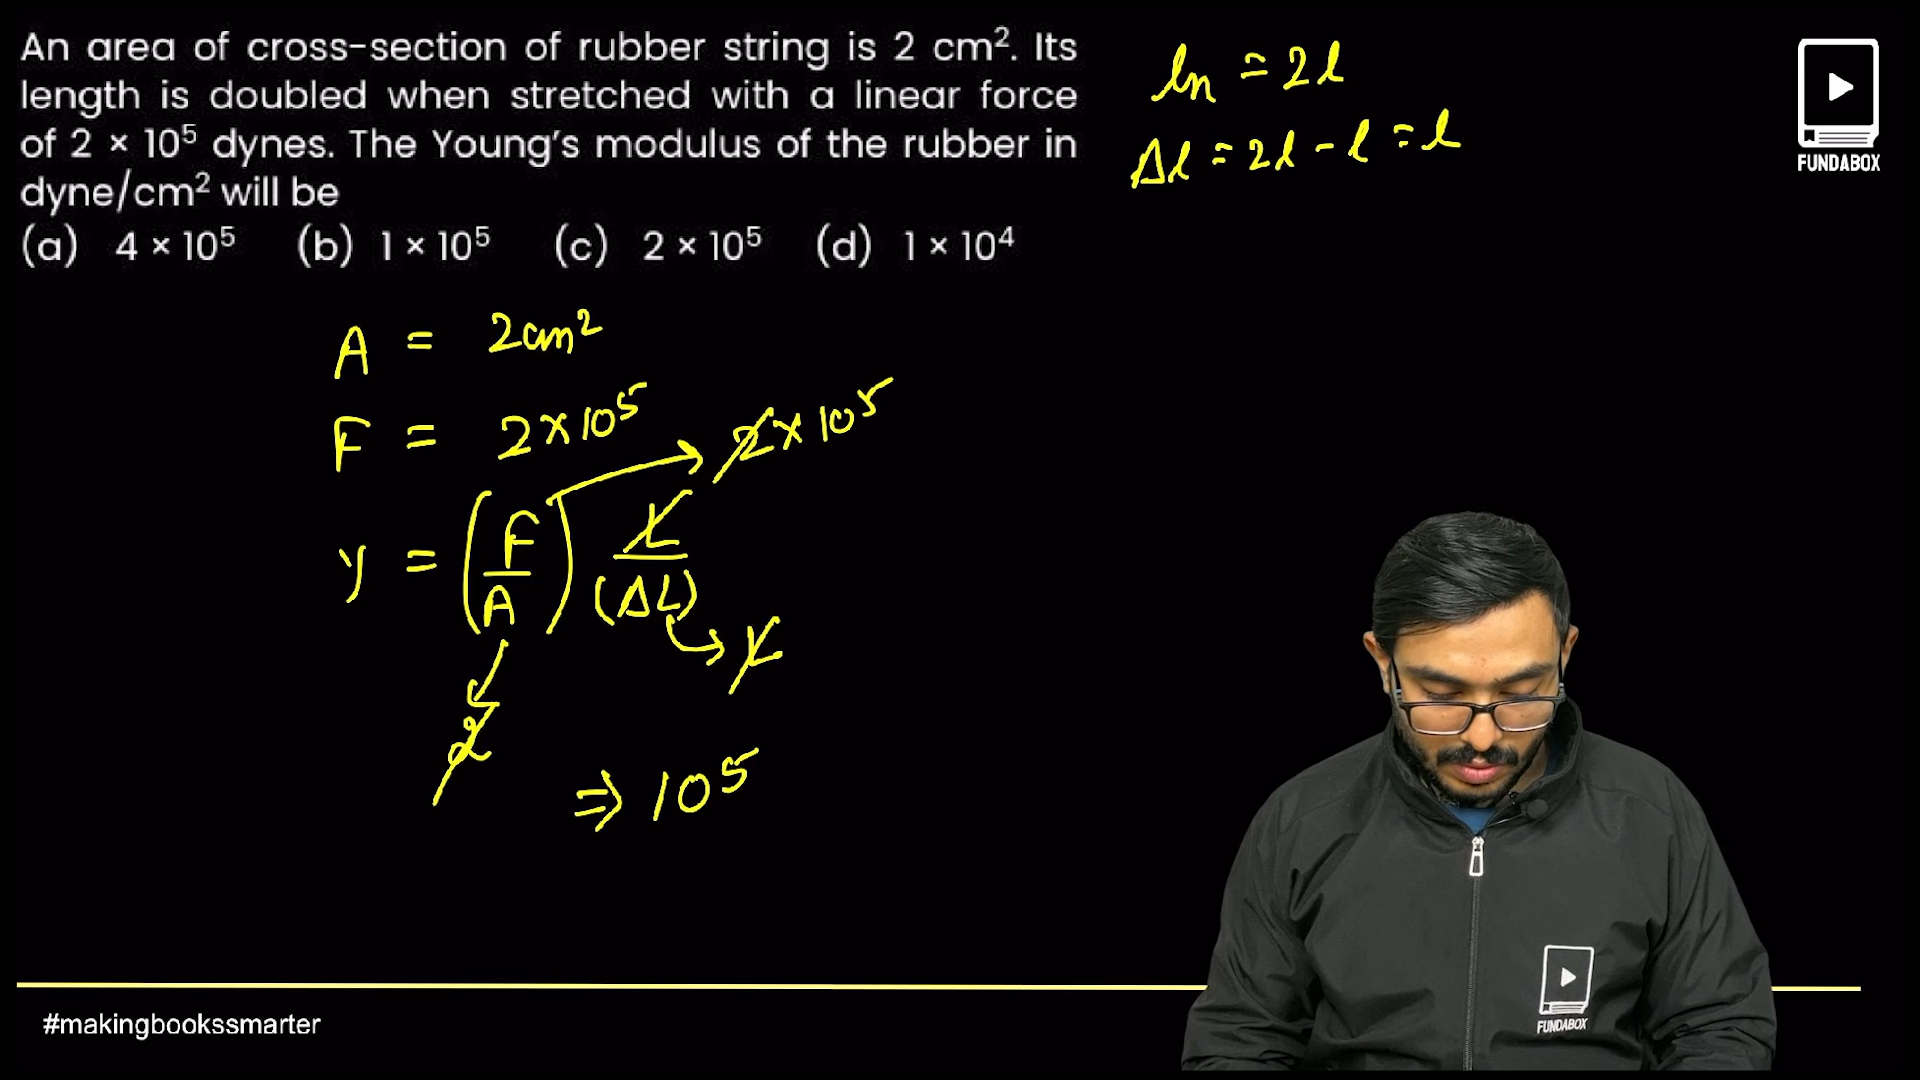 An area of cross-section of rubber string is 2 cm². Its
length is doubled when stretched with a linear force
of 2 × 10⁵ dynes. The Young's modulus of the rubber in
dyne/cm² will be
(a) 4 × 10⁵ (b) 1 × 10⁵ (c) 2 × 10⁵ (d) 1 × 10⁴
ln = 2l
Δl = 2l - l = l
FUNDABOX
A = 2cm²
F = 2×10⁵
2×10⁵
y = (F/A) L/(ΔL)
L
2
⇒ 10⁵
FUNDABOX
#makingbookssmarter